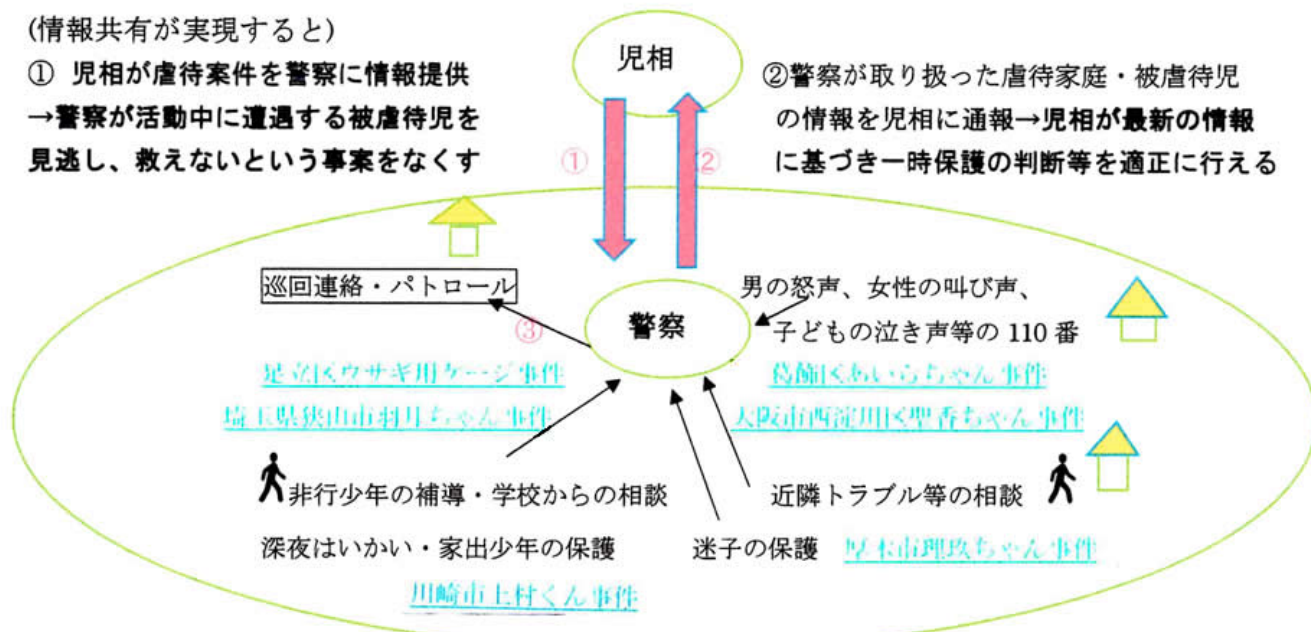 (情報共有が実現すると)
① 児相が虐待案件を警察に情報提供
→警察が活動中に遭遇する被虐待児を
見逃し、救えないという事案をなくす
児相
②警察が取り扱った虐待家庭・被虐待児
の情報を児相に通報→児相が最新の情報
に基づき一時保護の判断等を適正に行える
①
②
巡回連絡・パトロール
③
警察
男の怒声、女性の叫び声、
子どもの泣き声等の 110 番
足立区ウサギ用ケージ事件
葛飾区あいらちゃん事件
埼玉県狭山市羽月ちゃん事件
大阪市西淀川区聖香ちゃん事件
非行少年の補導・学校からの相談
近隣トラブル等の相談
深夜はいかい・家出少年の保護
迷子の保護
厚木市理玖ちゃん事件
川崎市上村くん事件